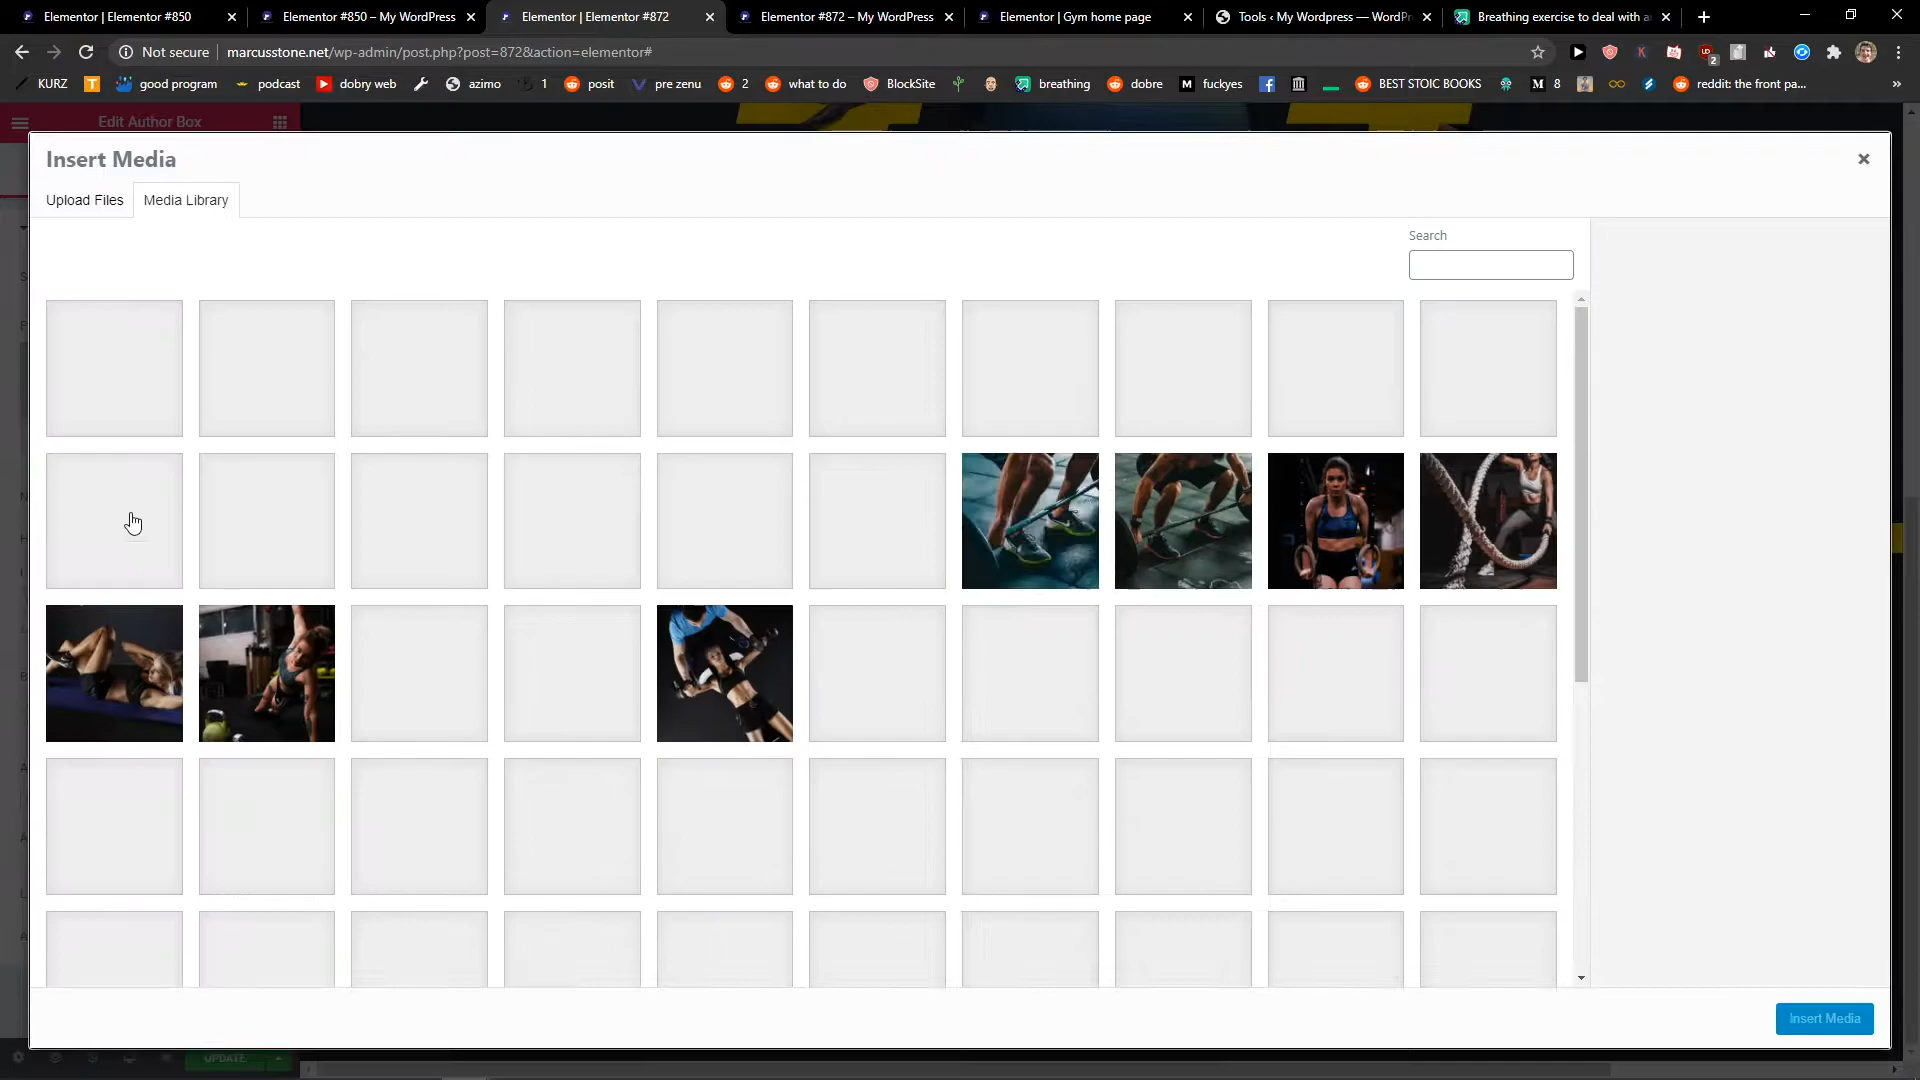 Elementor | Elementor #850
Elementor #850 – My WordPress
Elementor | Elementor #872
Elementor #872 – My WordPress
Elementor | Gym home page
Tools ‹ My Wordpress — WordPr
Breathing exercise to deal with a
Not secure
marcusstone.net/wp-admin/post.php?post=872&action=elementor#
2
KURZ
T
good program
podcast
dobry web
azimo
1
posit
pre zenu
2
what to do
BlockSite
breathing
dobre
fuckyes
BEST STOIC BOOKS
8
reddit: the front pa...
»
Edit Author Box
Insert Media
Upload Files
Media Library
Search
Insert Media
UPDATE